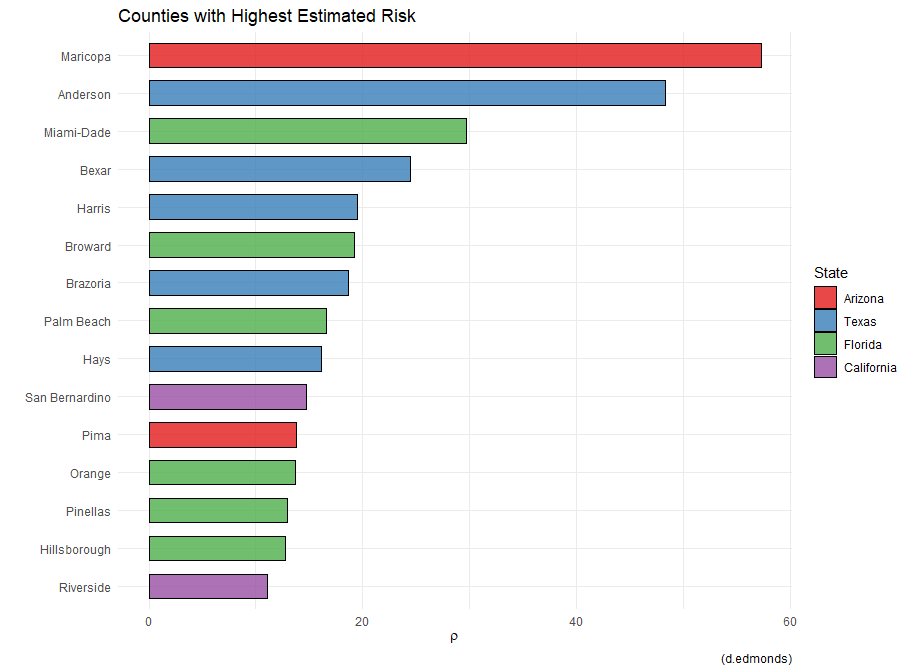 Counties with Highest Estimated Risk
Maricopa
Anderson
Miami-Dade
Bexar
Harris
Broward
Brazoria
Palm Beach
Hays
San Bernardino
Pima
Orange
Pinellas
Hillsborough
Riverside
0 20 40 60
ρ
State
Arizona
Texas
Florida
California
(d.edmonds)